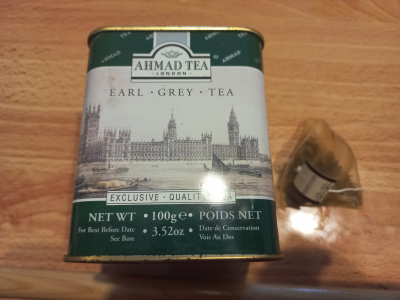 AHMAD TEA
LONDON
EARL · GREY · TEA
EXCLUSIVE · QUALITY TEA
NET WT • 100g e • POIDS NET
For Best Before Date • 3.52oz • Date de Conservation
See Base Voir Au Dos